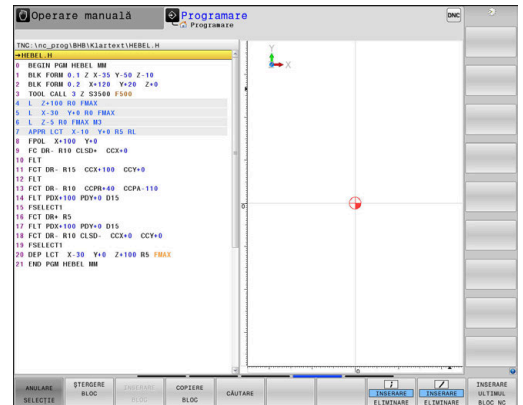 Operare manuală
Programare
Programare
DNC
TNC:\nc_prog\BHB\Klartext\HEBEL.H
→HEBEL.H
0 BEGIN PGM HEBEL MM
1 BLK FORM 0.1 Z X-35 Y-50 Z-10
2 BLK FORM 0.2 X+120 Y+20 Z+0
3 TOOL CALL 3 Z S3500 F500
4 L Z+100 R0 FMAX
5 L X-30 Y+0 R0 FMAX
6 L Z-5 R0 FMAX M3
7 APPR LCT X-10 Y+0 R5 RL
8 FPOL X+100 Y+0
9 FC DR- R10 CLSD+ CCX+0
10 FLT
11 FCT DR- R15 CCX+100 CCY+0
12 FLT
13 FCT DR- R10 CCPR+40 CCPA-110
14 FLT PDX+100 PDY+0 D15
15 FSELECT1
16 FCT DR+ R5
17 FLT PDX+100 PDY+0 D15
18 FCT DR- R10 CLSD- CCX+0 CCY+0
19 FSELECT1
20 DEP LCT X-30 Y+0 Z+100 R5 FMAX
21 END PGM HEBEL MM
Y
X
0
0
ANULARE
SELECŢIE
ŞTERGERE
BLOC
INSERARE
BLOC
COPIERE
BLOC
CĂUTARE
INSERARE
ELIMINARE
INSERARE
ELIMINARE
INSERARE
ULTIMUL
BLOC NC